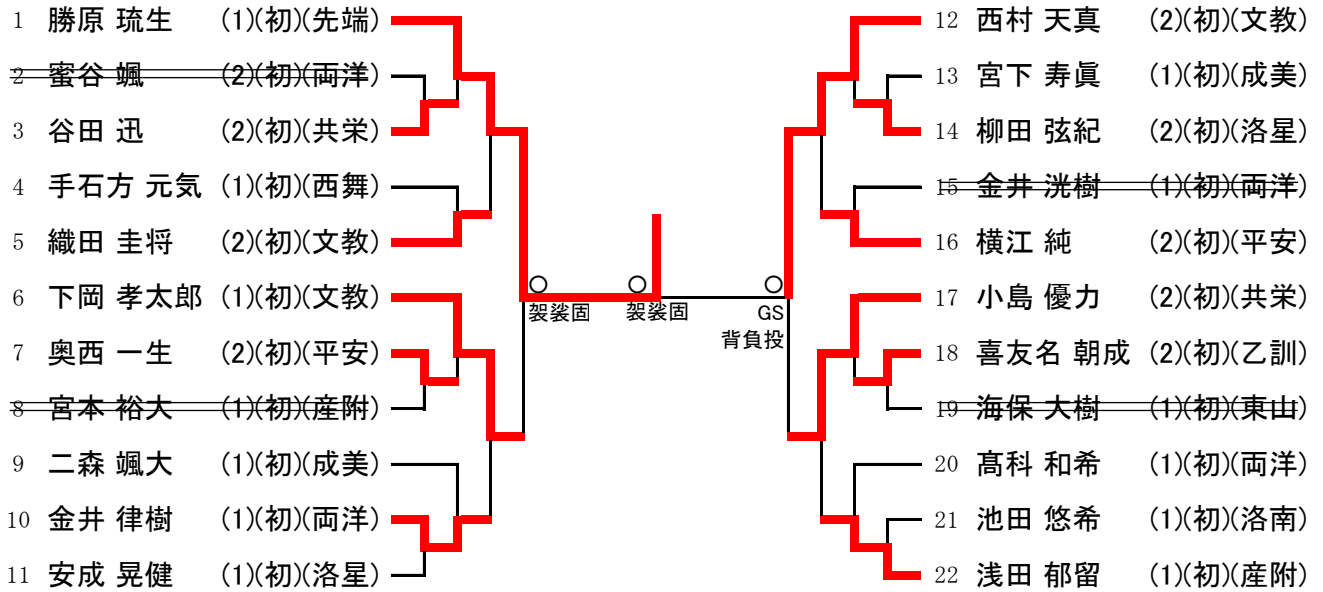 1 勝原 琉生 (1)(初)(先端)
2 蜜谷 颯 (2)(初)(両洋)
3 谷田 迅 (2)(初)(共栄)
4 手石方 元気 (1)(初)(西舞)
5 織田 圭将 (2)(初)(文教)
6 下岡 孝太郎 (1)(初)(文教)
7 奥西 一生 (2)(初)(平安)
8 宮本 裕大 (1)(初)(産附)
9 二森 颯大 (1)(初)(成美)
10 金井 律樹 (1)(初)(両洋)
11 安成 晃健 (1)(初)(洛星)
○ ○ ○
袈裟固 袈裟固 GS
背負投
12 西村 天真 (2)(初)(文教)
13 宮下 寿眞 (1)(初)(成美)
14 柳田 弦紀 (2)(初)(洛星)
15 金井 洸樹 (1)(初)(両洋)
16 横江 純 (2)(初)(平安)
17 小島 優力 (2)(初)(共栄)
18 喜友名 朝成 (2)(初)(乙訓)
19 海保 大樹 (1)(初)(東山)
20 髙科 和希 (1)(初)(両洋)
21 池田 悠希 (1)(初)(洛南)
22 浅田 郁留 (1)(初)(産附)